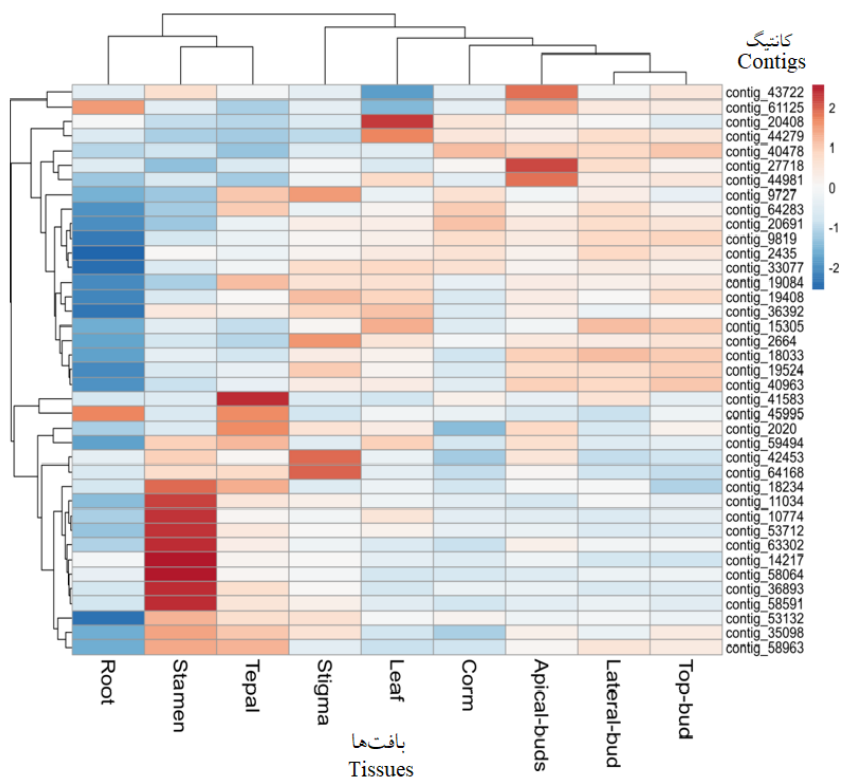 کانتیگ
Contigs
contig_43722
contig_61125
contig_20408
contig_44279
contig_40478
contig_27718
contig_44981
contig_9727
contig_64283
contig_20691
contig_9819
contig_2435
contig_33077
contig_19084
contig_19408
contig_36392
contig_15305
contig_2664
contig_18033
contig_19524
contig_40963
contig_41583
contig_45995
contig_2020
contig_59494
contig_42453
contig_64168
contig_18234
contig_11034
contig_10774
contig_53712
contig_63302
contig_14217
contig_58064
contig_36893
contig_58591
contig_53132
contig_35098
contig_58963
2
1
0
-1
-2
Root
Stamen
Tepal
Stigma
Leaf
Corm
Apical-buds
Lateral-bud
Top-bud
بافت‌ها
Tissues